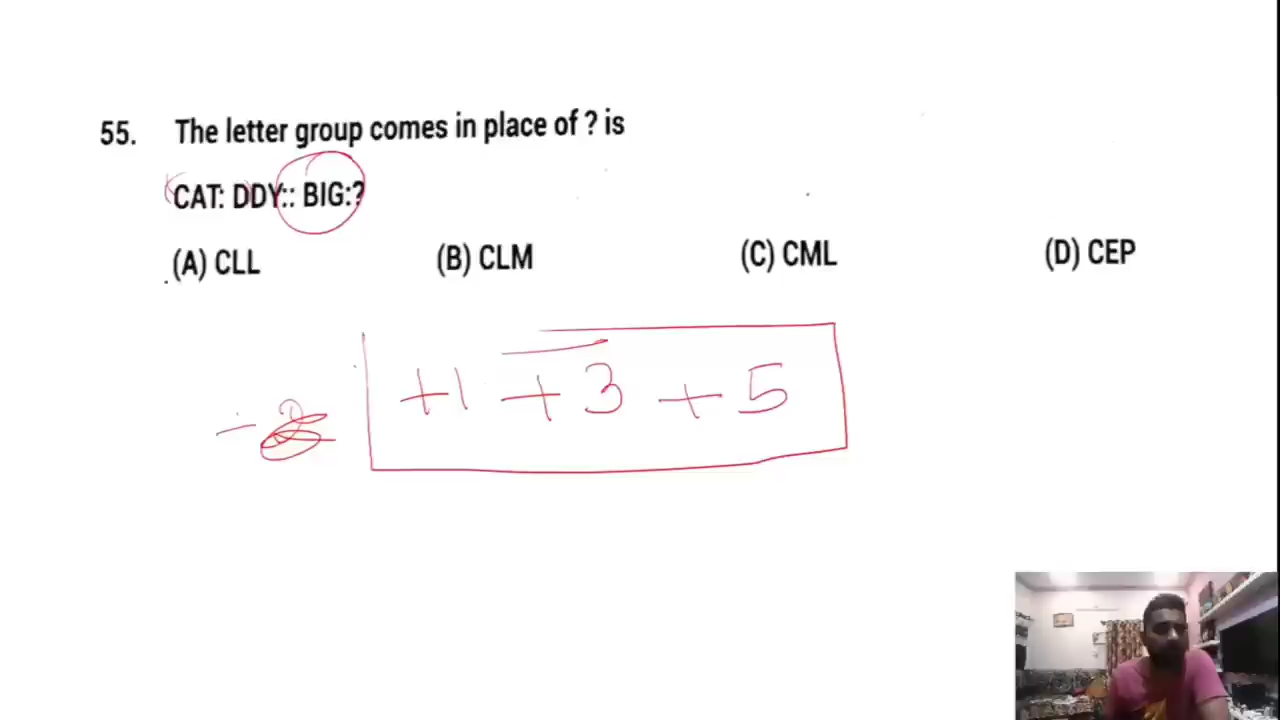 55. The letter group comes in place of ? is
CAT: DDY:: BIG:?
(A) CLL (B) CLM (C) CML (D) CEP
+1 +3 +5